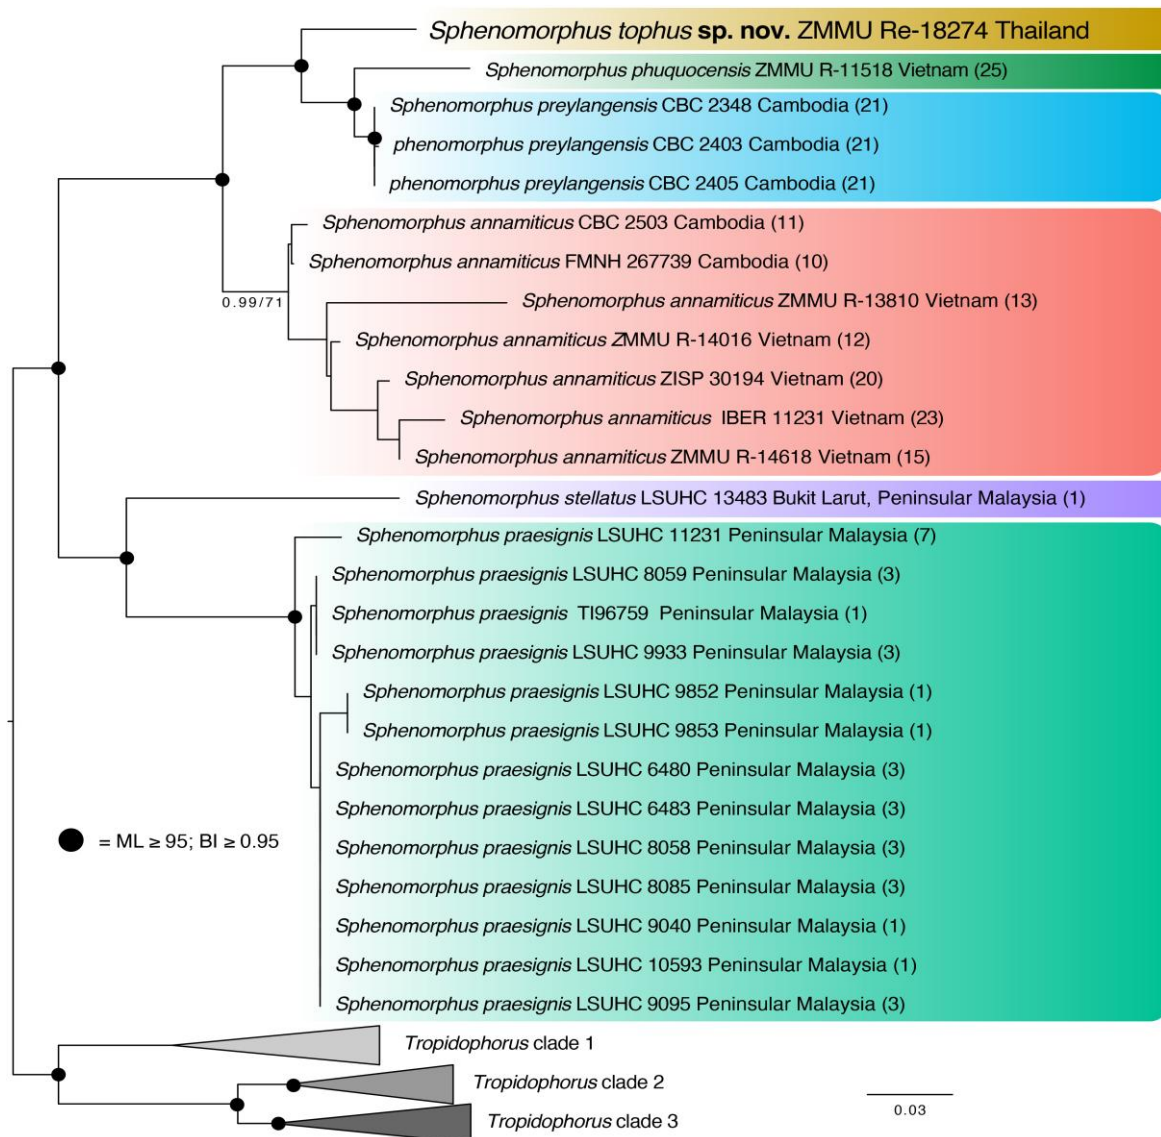 Sphenomorphus tophus sp. nov. ZMMU Re-18274 Thailand
Sphenomorphus phuquocensis ZMMU R-11518 Vietnam (25)
Sphenomorphus preylangensis CBC 2348 Cambodia (21)
phenomorphus preylangensis CBC 2403 Cambodia (21)
phenomorphus preylangensis CBC 2405 Cambodia (21)
Sphenomorphus annamiticus CBC 2503 Cambodia (11)
Sphenomorphus annamiticus FMNH 267739 Cambodia (10)
0.99/71
Sphenomorphus annamiticus ZMMU R-13810 Vietnam (13)
Sphenomorphus annamiticus ZMMU R-14016 Vietnam (12)
Sphenomorphus annamiticus ZISP 30194 Vietnam (20)
Sphenomorphus annamiticus IBER 11231 Vietnam (23)
Sphenomorphus annamiticus ZMMU R-14618 Vietnam (15)
Sphenomorphus stellatus LSUHC 13483 Bukit Larut, Peninsular Malaysia (1)
Sphenomorphus praesignis LSUHC 11231 Peninsular Malaysia (7)
Sphenomorphus praesignis LSUHC 8059 Peninsular Malaysia (3)
Sphenomorphus praesignis TI96759 Peninsular Malaysia (1)
Sphenomorphus praesignis LSUHC 9933 Peninsular Malaysia (3)
Sphenomorphus praesignis LSUHC 9852 Peninsular Malaysia (1)
Sphenomorphus praesignis LSUHC 9853 Peninsular Malaysia (1)
Sphenomorphus praesignis LSUHC 6480 Peninsular Malaysia (3)
Sphenomorphus praesignis LSUHC 6483 Peninsular Malaysia (3)
= ML ≥ 95; BI ≥ 0.95
Sphenomorphus praesignis LSUHC 8058 Peninsular Malaysia (3)
Sphenomorphus praesignis LSUHC 8085 Peninsular Malaysia (3)
Sphenomorphus praesignis LSUHC 9040 Peninsular Malaysia (1)
Sphenomorphus praesignis LSUHC 10593 Peninsular Malaysia (1)
Sphenomorphus praesignis LSUHC 9095 Peninsular Malaysia (3)
Tropidophorus clade 1
Tropidophorus clade 2
Tropidophorus clade 3
0.03